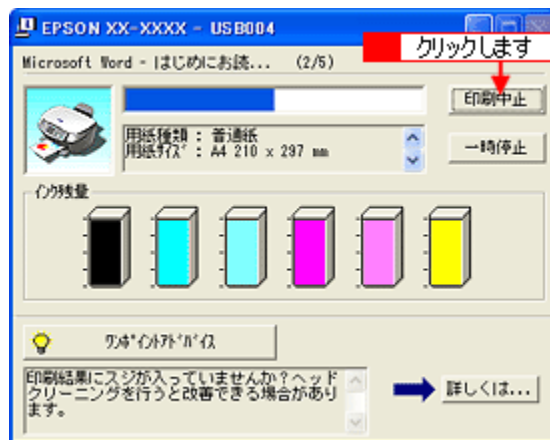 EPSON XX-XXXX - USB004
クリックします
Microsoft Word - はじめにお読... (2/5)
印刷中止
用紙種類 : 普通紙
用紙ｻｲｽﾞ : A4 210 x 297 mm
一時停止
ｲﾝｸ残量
ﾜﾝﾎﾟｲﾝﾄｱﾄﾞﾊﾞｲｽ
印刷結果にスジが入っていませんか？ヘッド
クリーニングを行うと改善できる場合があり
ます。
詳しくは...